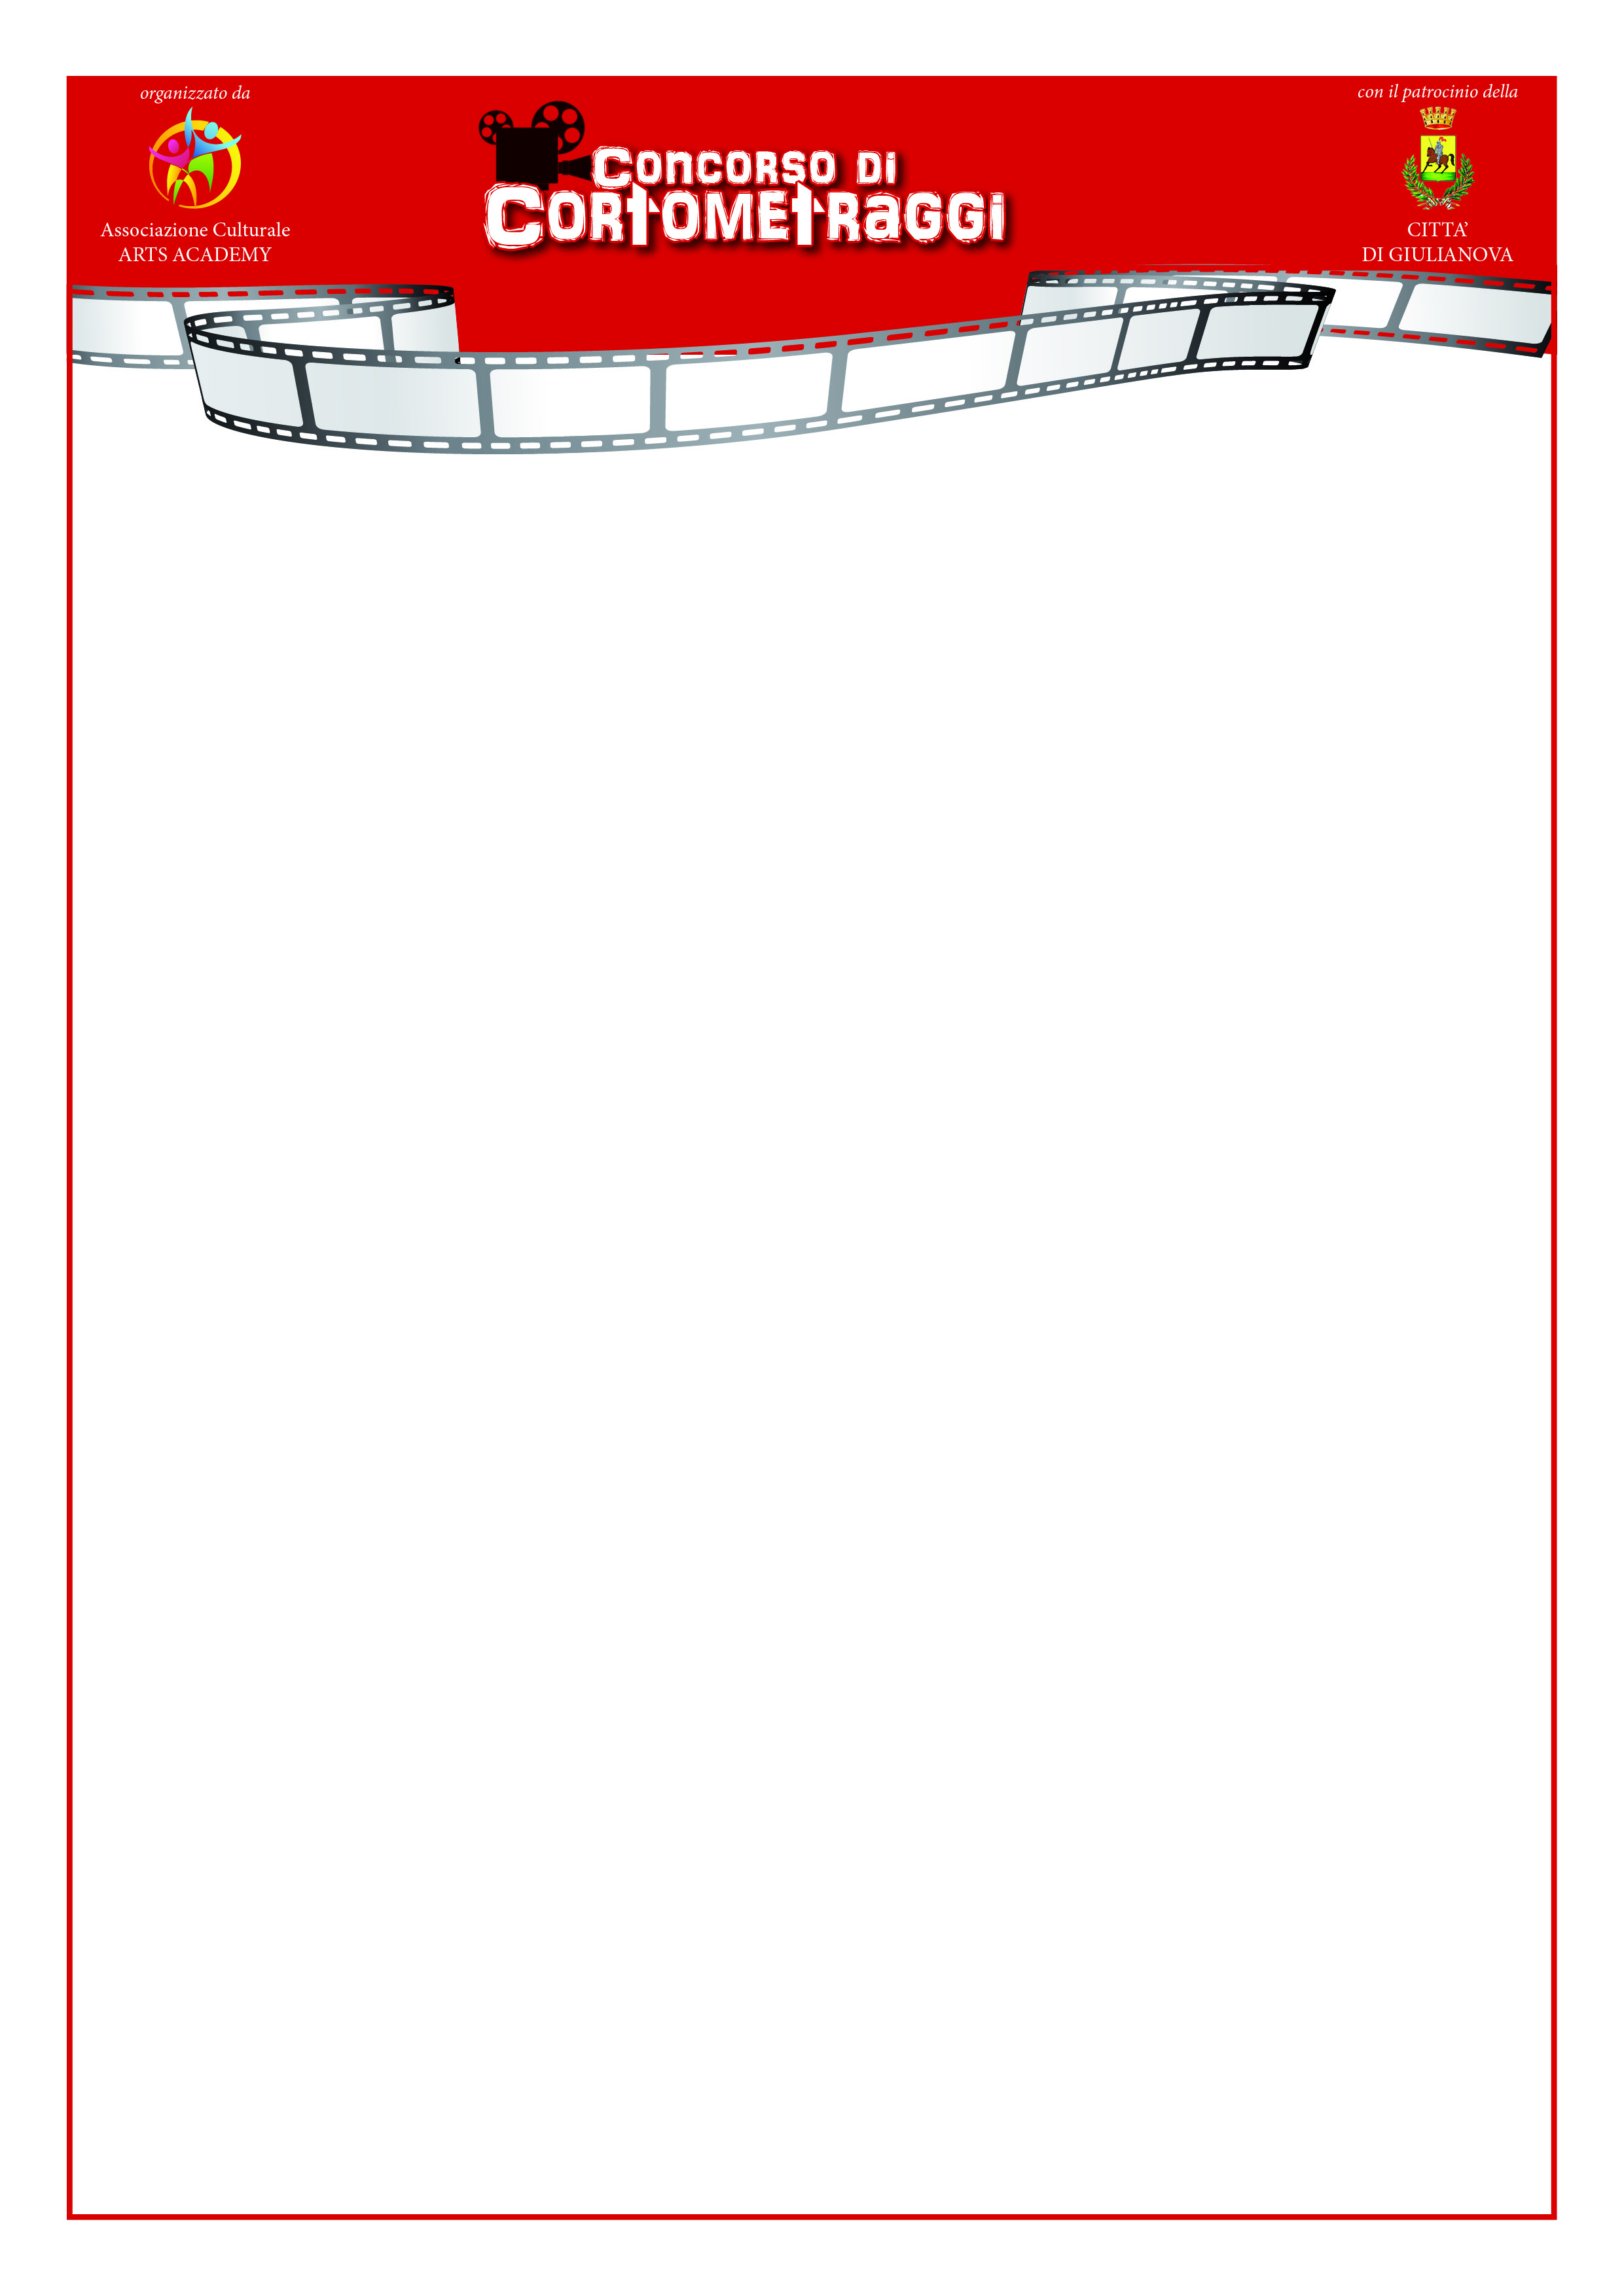 organizzato da
Associazione Culturale
ARTS ACADEMY
Concorso di
Cortometraggi
con il patrocinio della
CITTA’
DI GIULIANOVA